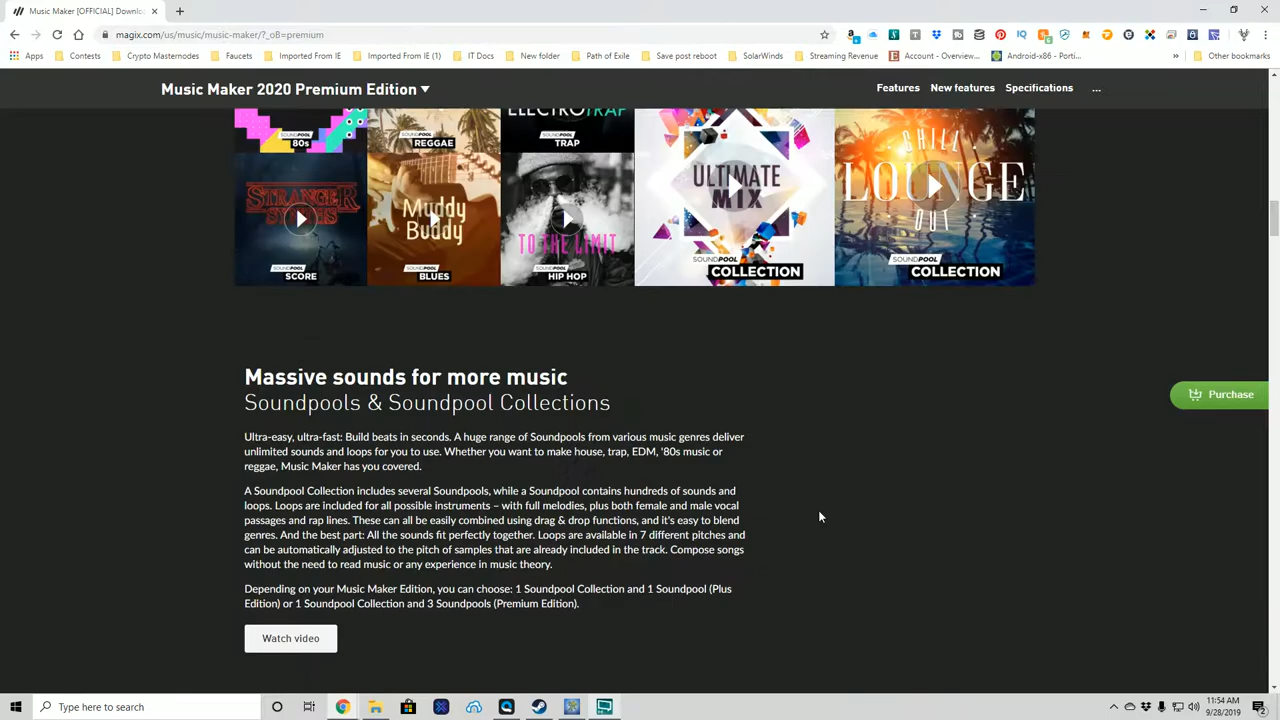 Music Maker [OFFICIAL] Downlo
magix.com/us/music/music-maker/?_oB=premium
Apps Contests Crypto Masternodes Faucets Imported From IE Imported From IE (1) IT Docs New folder Path of Exile Save post reboot SolarWinds Streaming Revenue Account - Overview... Android-x86 - Porti... » Other bookmarks
Music Maker 2020 Premium Edition Features New features Specifications ...
ELECTROTRAP
SOUNDPOOL 80s SOUNDPOOL REGGAE SOUNDPOOL TRAP
STRANGER SYNTHS Muddy Buddy TO THE LIMIT ULTIMATE MIX CHILL LOUNGE OUT
SOUNDPOOL SCORE SOUNDPOOL BLUES SOUNDPOOL HIP HOP SOUNDPOOL COLLECTION SOUNDPOOL COLLECTION
Massive sounds for more music
Soundpools & Soundpool Collections
Purchase
Ultra-easy, ultra-fast: Build beats in seconds. A huge range of Soundpools from various music genres deliver
unlimited sounds and loops for you to use. Whether you want to make house, trap, EDM, '80s music or
reggae, Music Maker has you covered.
A Soundpool Collection includes several Soundpools, while a Soundpool contains hundreds of sounds and
loops. Loops are included for all possible instruments – with full melodies, plus both female and male vocal
passages and rap lines. These can all be easily combined using drag & drop functions, and it's easy to blend
genres. And the best part: All the sounds fit perfectly together. Loops are available in 7 different pitches and
can be automatically adjusted to the pitch of samples that are already included in the track. Compose songs
without the need to read music or any experience in music theory.
Depending on your Music Maker Edition, you can choose: 1 Soundpool Collection and 1 Soundpool (Plus
Edition) or 1 Soundpool Collection and 3 Soundpools (Premium Edition).
Watch video
Type here to search
11:54 AM
9/28/2019
2